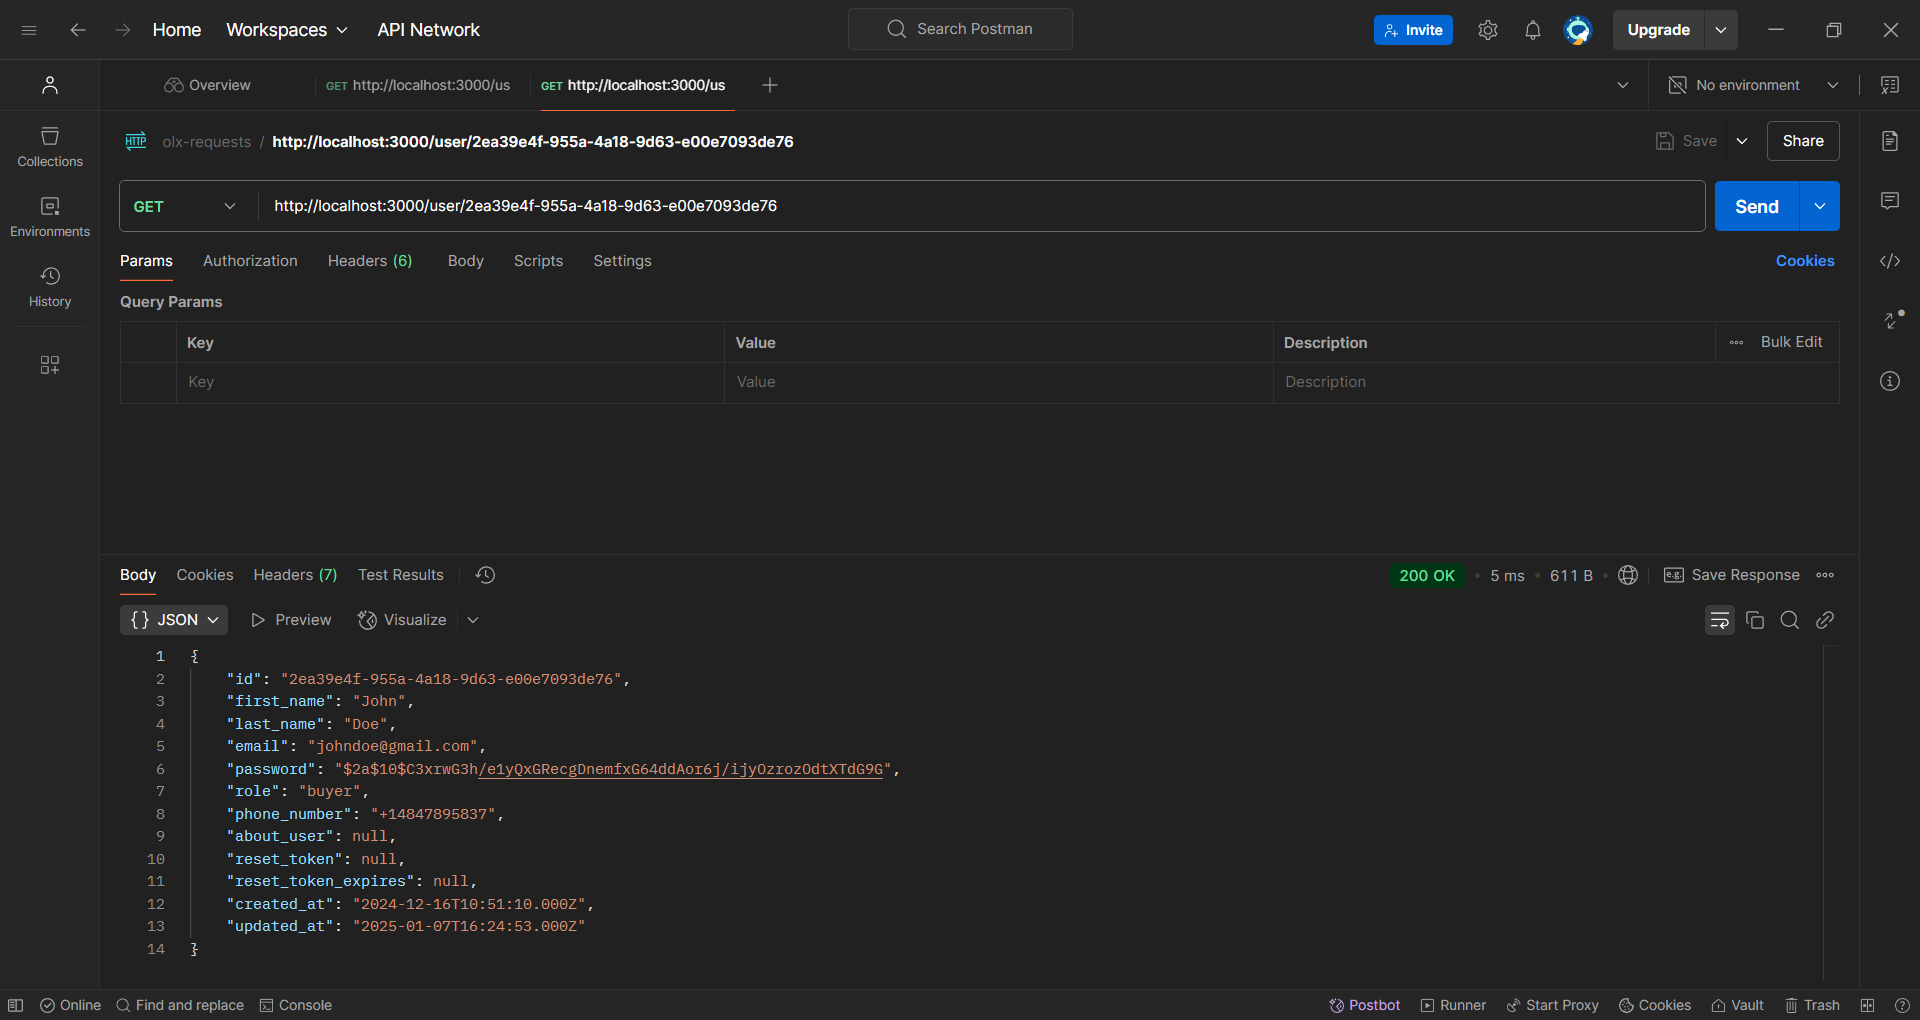 Home Workspaces API Network Search Postman Invite Upgrade
Overview GET http://localhost:3000/us GET http://localhost:3000/us No environment
HTTP olx-requests / http://localhost:3000/user/2ea39e4f-955a-4a18-9d63-e00e7093de76 Save Share
Collections
GET http://localhost:3000/user/2ea39e4f-955a-4a18-9d63-e00e7093de76 Send
Environments
Params Authorization Headers (6) Body Scripts Settings Cookies
History
Query Params
Key Value Description Bulk Edit
Key Value Description
Body Cookies Headers (7) Test Results 200 OK • 5 ms • 611 B • e.g. Save Response
{} JSON Preview Visualize
1 {
2 "id": "2ea39e4f-955a-4a18-9d63-e00e7093de76",
3 "first_name": "John",
4 "last_name": "Doe",
5 "email": "johndoe@gmail.com",
6 "password": "$2a$10$C3xrwG3h/e1yQxGRecgDnemfxG64ddAor6j/ijyOzrozOdtXTdG9G",
7 "role": "buyer",
8 "phone_number": "+14847895837",
9 "about_user": null,
10 "reset_token": null,
11 "reset_token_expires": null,
12 "created_at": "2024-12-16T10:51:10.000Z",
13 "updated_at": "2025-01-07T16:24:53.000Z"
14 }
Online Find and replace Console Postbot Runner Start Proxy Cookies Vault Trash